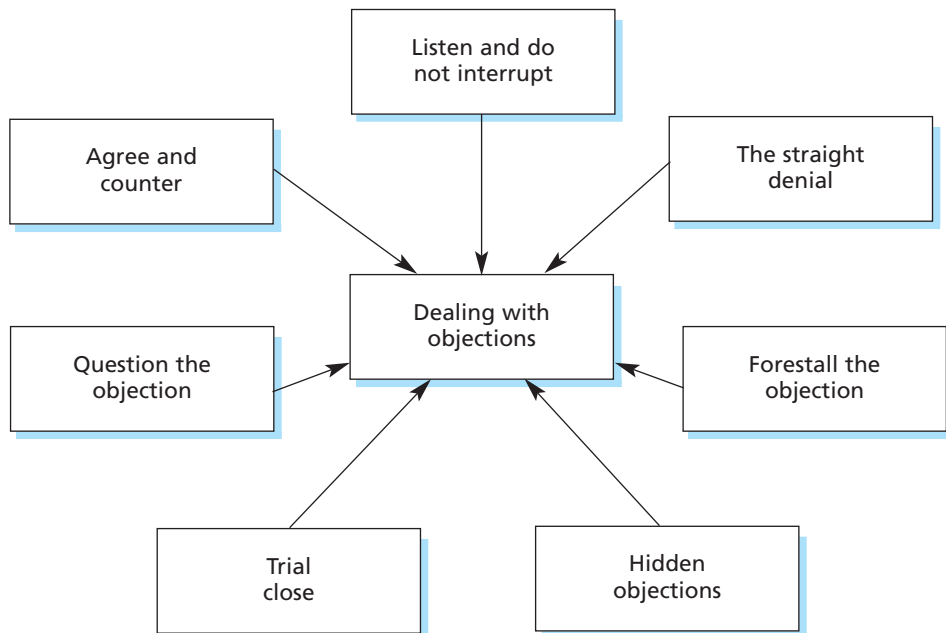 Listen and do
not interrupt
Agree and
counter
The straight
denial
Dealing with
objections
Question the
objection
Forestall the
objection
Trial
close
Hidden
objections